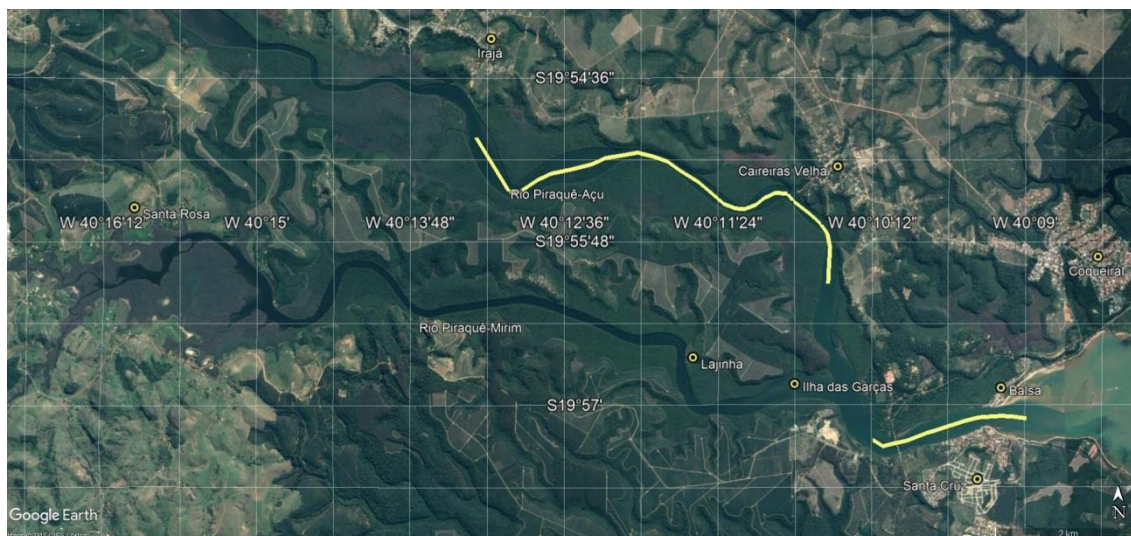 Irajá
S19°54'36"
Caireiras Velha
Rio Piraquê-Açu
Santa Rosa
W 40°16'12"
W 40°15'
W 40°13'48"
W 40°12'36"
W 40°11'24"
W 40°10'12"
W 40°09'
S19°55'48"
Coqueiral
Rio Piraquê-Mirim
Lajinha
Ilha das Garças
Balsa
S19°57'
Santa Cruz
Google Earth
N
2 km